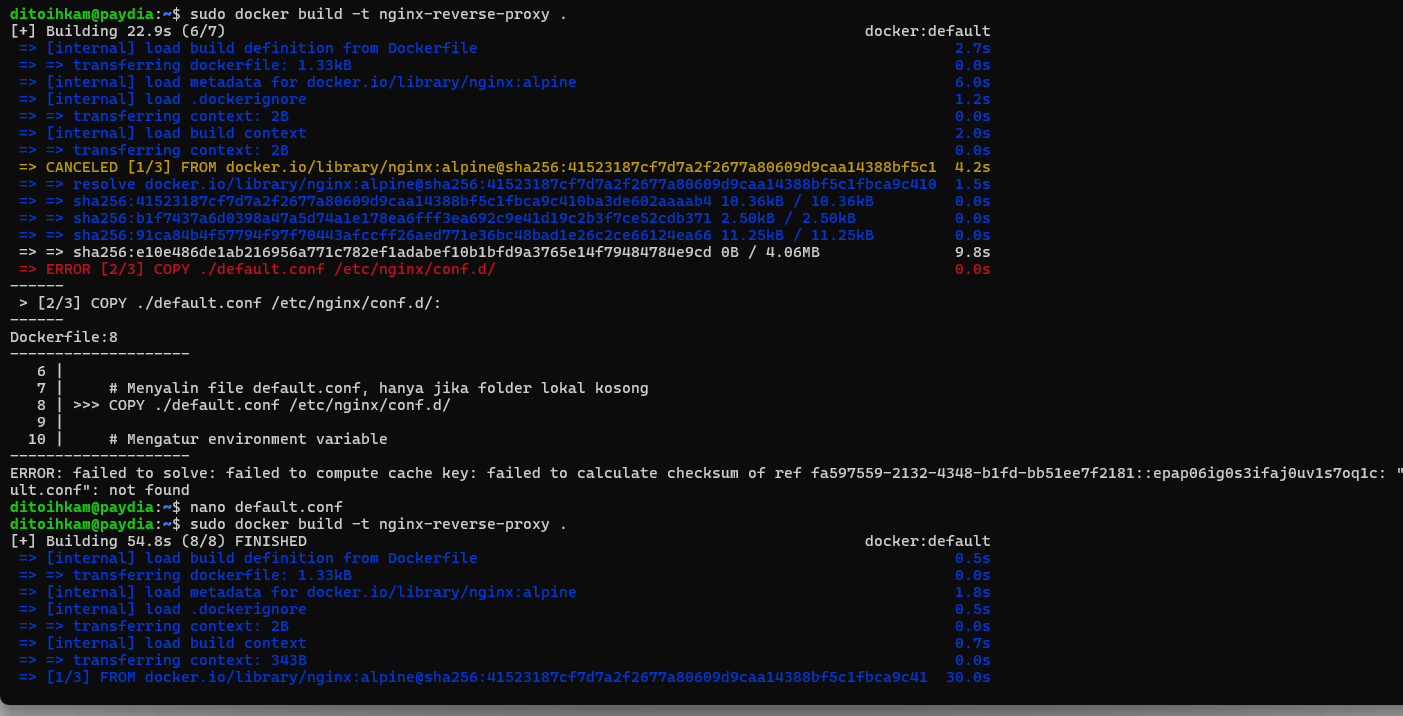 ditoihkam@paydia:~$ sudo docker build -t nginx-reverse-proxy .
[+] Building 22.9s (6/7) docker:default
=> [internal] load build definition from Dockerfile 2.7s
=> => transferring dockerfile: 1.33kB 0.0s
=> [internal] load metadata for docker.io/library/nginx:alpine 6.0s
=> [internal] load .dockerignore 1.2s
=> => transferring context: 2B 0.0s
=> [internal] load build context 2.0s
=> => transferring context: 2B 0.0s
=> CANCELED [1/3] FROM docker.io/library/nginx:alpine@sha256:41523187cf7d7a2f2677a80609d9caa14388bf5c1 4.2s
=> => resolve docker.io/library/nginx:alpine@sha256:41523187cf7d7a2f2677a80609d9caa14388bf5c1fbca9c410 1.5s
=> => sha256:41523187cf7d7a2f2677a80609d9caa14388bf5c1fbca9c410ba3de602aaaab4 10.36kB / 10.36kB 0.0s
=> => sha256:b1f7437a6d0398a47a5d74a1e178ea6fff3ea692c9e41d19c2b3f7ce52cdb371 2.50kB / 2.50kB 0.0s
=> => sha256:91ca84b4f57794f97f70443afccff26aed771e36bc48bad1e26c2ce66124ea66 11.25kB / 11.25kB 0.0s
=> => sha256:e10e486de1ab216956a771c782ef1adabef10b1bfd9a3765e14f79484784e9cd 0B / 4.06MB 9.8s
=> ERROR [2/3] COPY ./default.conf /etc/nginx/conf.d/ 0.0s
------
> [2/3] COPY ./default.conf /etc/nginx/conf.d/:
------
Dockerfile:8
--------------------
6 |
7 | # Menyalin file default.conf, hanya jika folder lokal kosong
8 | >>> COPY ./default.conf /etc/nginx/conf.d/
9 |
10 | # Mengatur environment variable
--------------------
ERROR: failed to solve: failed to compute cache key: failed to calculate checksum of ref fa597559-2132-4348-b1fd-bb51ee7f2181::epap06ig0s3ifaj0uv1s7oq1c: "
ult.conf": not found
ditoihkam@paydia:~$ nano default.conf
ditoihkam@paydia:~$ sudo docker build -t nginx-reverse-proxy .
[+] Building 54.8s (8/8) FINISHED docker:default
=> [internal] load build definition from Dockerfile 0.5s
=> => transferring dockerfile: 1.33kB 0.0s
=> [internal] load metadata for docker.io/library/nginx:alpine 1.8s
=> [internal] load .dockerignore 0.5s
=> => transferring context: 2B 0.0s
=> [internal] load build context 0.7s
=> => transferring context: 343B 0.0s
=> [1/3] FROM docker.io/library/nginx:alpine@sha256:41523187cf7d7a2f2677a80609d9caa14388bf5c1fbca9c41 30.0s